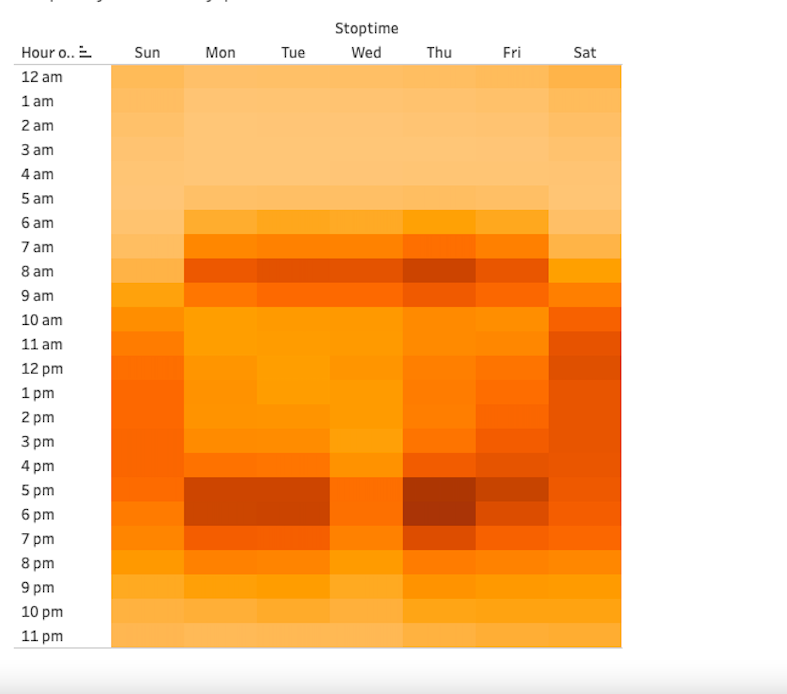 Stoptime
Hour o.. Sun Mon Tue Wed Thu Fri Sat
12 am
1 am
2 am
3 am
4 am
5 am
6 am
7 am
8 am
9 am
10 am
11 am
12 pm
1 pm
2 pm
3 pm
4 pm
5 pm
6 pm
7 pm
8 pm
9 pm
10 pm
11 pm